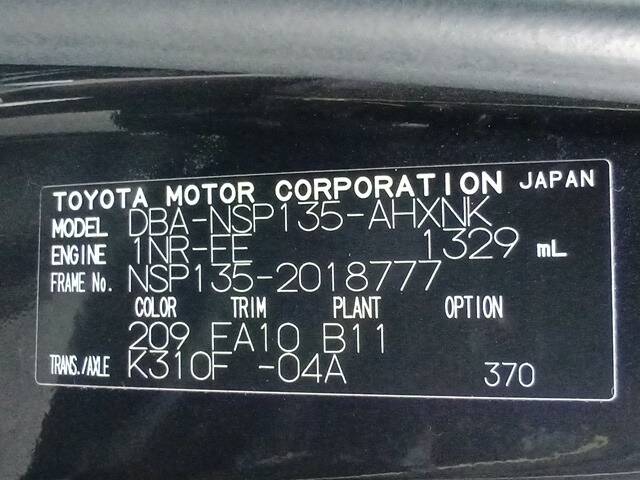 TOYOTA MOTOR CORPORATION JAPAN
MODEL DBA-NSP135-AHXNK
ENGINE 1NR-FE 1329 mL
FRAME No. NSP135-2018777
COLOR TRIM PLANT OPTION
209 FA10 B11
TRANS./AXLE K310F -04A 370